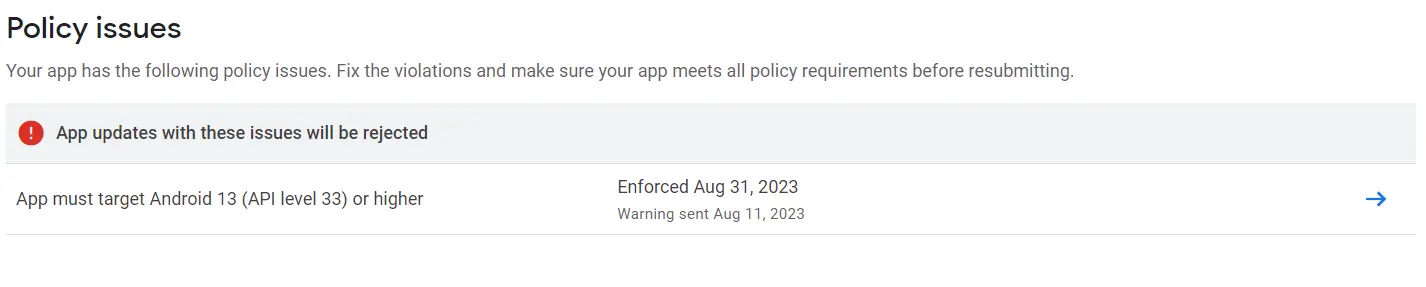 Policy issues
Your app has the following policy issues. Fix the violations and make sure your app meets all policy requirements before resubmitting.
App updates with these issues will be rejected
App must target Android 13 (API level 33) or higher
Enforced Aug 31, 2023
Warning sent Aug 11, 2023